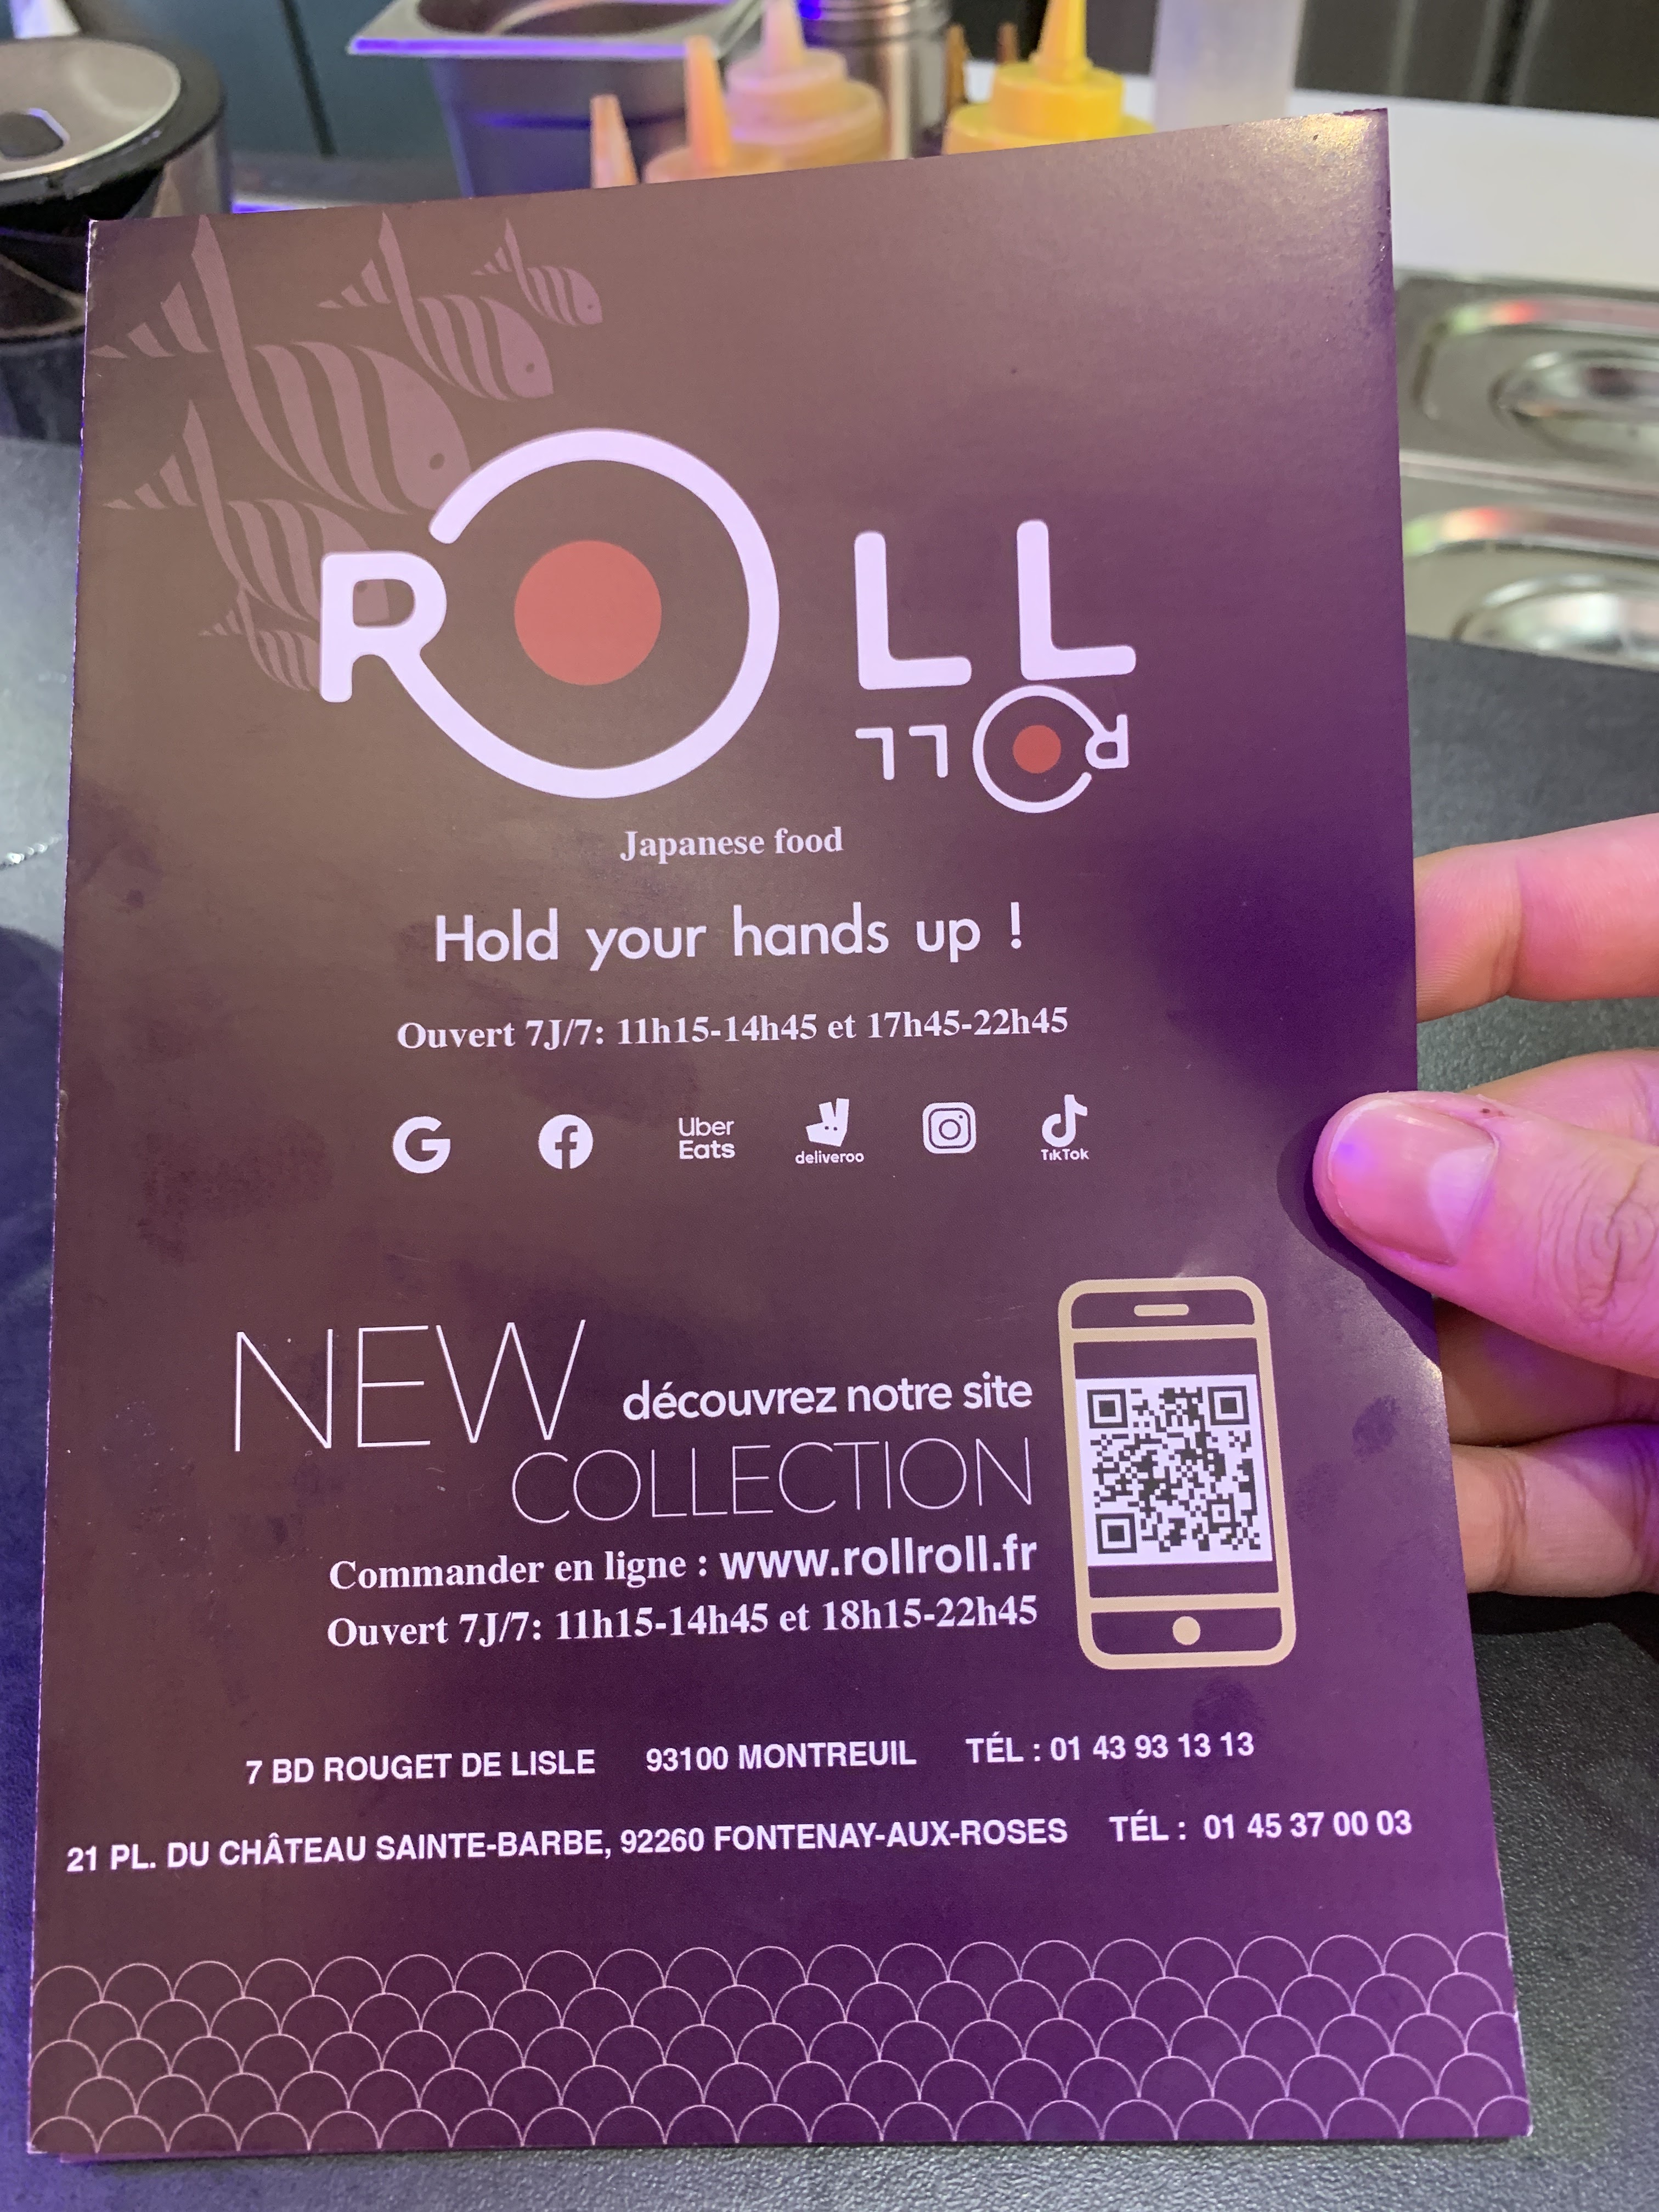 ROLL
ROLL
Japanese food
Hold your hands up !
Ouvert 7J/7: 11h15-14h45 et 17h45-22h45
Uber Eats
deliveroo
TikTok
NEW découvrez notre site
COLLECTION
Commander en ligne : www.rollroll.fr
Ouvert 7J/7: 11h15-14h45 et 18h15-22h45
7 BD ROUGET DE LISLE 93100 MONTREUIL TÉL : 01 43 93 13 13
21 PL. DU CHÂTEAU SAINTE-BARBE, 92260 FONTENAY-AUX-ROSES TÉL : 01 45 37 00 03